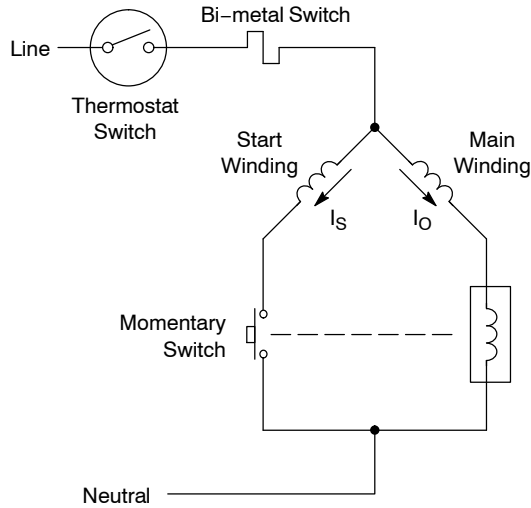 Bi−metal Switch
Line
Thermostat
Switch
Start
Winding
Main
Winding
IS
IO
Momentary
Switch
Neutral